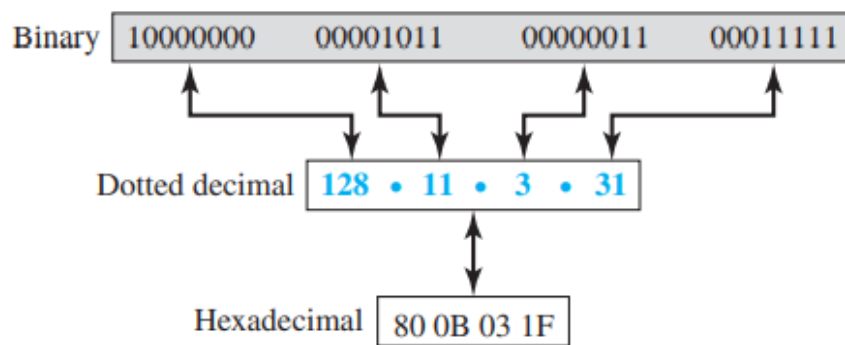 Binary 10000000 00001011 00000011 00011111
Dotted decimal 128 • 11 • 3 • 31
Hexadecimal 80 0B 03 1F